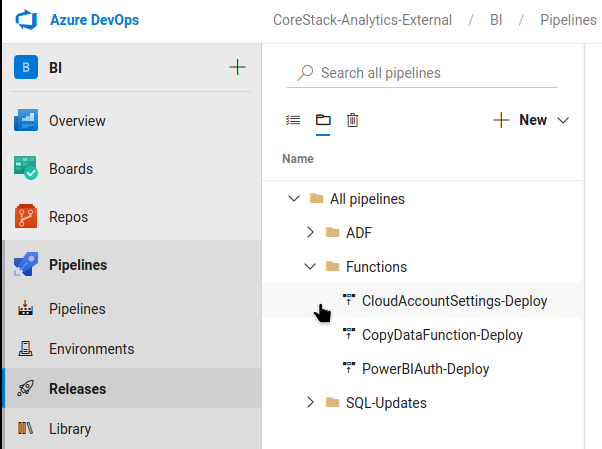 Azure DevOps
CoreStack-Analytics-External / BI / Pipelines
B BI
Search all pipelines
Overview
New
Name
Boards
All pipelines
Repos
ADF
Pipelines
Functions
Pipelines
CloudAccountSettings-Deploy
CopyDataFunction-Deploy
Environments
PowerBIAuth-Deploy
Releases
SQL-Updates
Library